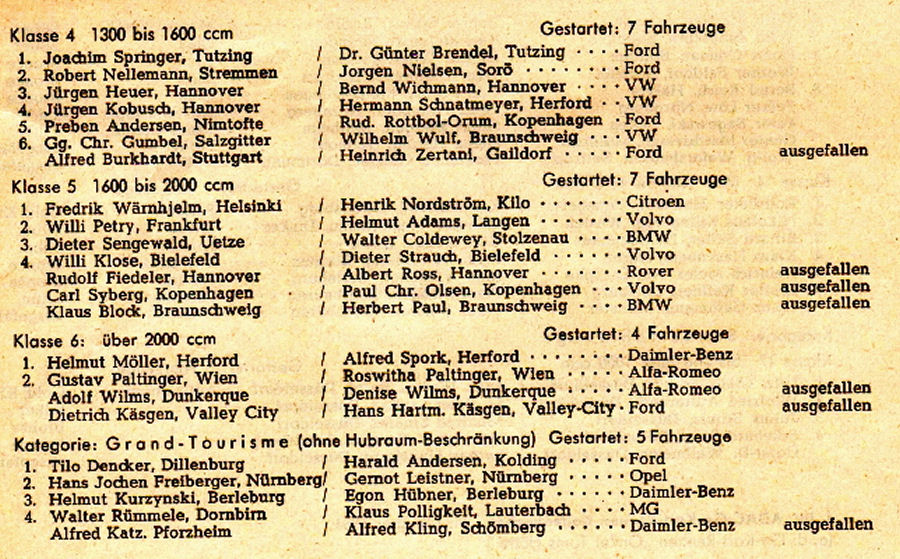 Klasse 4 1300 bis 1600 ccm Gestartet: 7 Fahrzeuge
1. Joachim Springer, Tutzing / Dr. Günter Brendel, Tutzing · · · · Ford
2. Robert Nellemann, Stremmen / Jorgen Nielsen, Sorö · · · · · · · · Ford
3. Jürgen Heuer, Hannover / Bernd Wichmann, Hannover · · · VW
4. Jürgen Kobusch, Hannover / Hermann Schnatmeyer, Herford · · VW
5. Preben Andersen, Nimtofte / Rud. Rottbol-Orum, Kopenhagen · Ford
6. Gg. Chr. Gumbel, Salzgitter / Wilhelm Wulf, Braunschweig · · · VW
Alfred Burkhardt, Stuttgart / Heinrich Zertani, Gaildorf · · · · · Ford ausgefallen
Klasse 5 1600 bis 2000 ccm Gestartet: 7 Fahrzeuge
1. Fredrik Wärnhjelm, Helsinki / Henrik Nordström, Kilo · · · · · · Citroen
2. Willi Petry, Frankfurt / Helmut Adams, Langen · · · · · · Volvo
3. Dieter Sengewald, Uetze / Walter Coldewey, Stolzenau · · · · BMW
4. Willi Klose, Bielefeld / Dieter Strauch, Bielefeld · · · · · Volvo
Rudolf Fiedeler, Hannover / Albert Ross, Hannover · · · · · · Rover ausgefallen
Carl Syberg, Kopenhagen / Paul Chr. Olsen, Kopenhagen · · · Volvo ausgefallen
Klaus Block, Braunschweig / Herbert Paul, Braunschweig · · · BMW ausgefallen
Klasse 6: über 2000 ccm Gestartet: 4 Fahrzeuge
1. Helmut Möller, Herford / Alfred Spork, Herford · · · · · · · · Daimler-Benz
2. Gustav Paltinger, Wien / Roswitha Paltinger, Wien · · · · · Alfa-Romeo
Adolf Wilms, Dunkerque / Denise Wilms, Dunkerque · · · · · Alfa-Romeo ausgefallen
Dietrich Käsgen, Valley City / Hans Hartm. Käsgen, Valley-City · Ford ausgefallen
Kategorie: Grand-Tourisme (ohne Hubraum-Beschränkung) Gestartet: 5 Fahrzeuge
1. Tilo Dencker, Dillenburg / Harald Andersen, Kolding · · · · · Ford
2. Hans Jochen Freiberger, Nürnberg/ Gernot Leistner, Nürnberg · · · · · Opel
3. Helmut Kurzynski, Berleburg / Egon Hübner, Berleburg · · · · · Daimler-Benz
4. Walter Rümmele, Dornbirn / Klaus Polligkeit, Lauterbach · · · · MG
Alfred Katz. Pforzheim / Alfred Kling, Schömberg · · · · · · Daimler-Benz ausgefallen